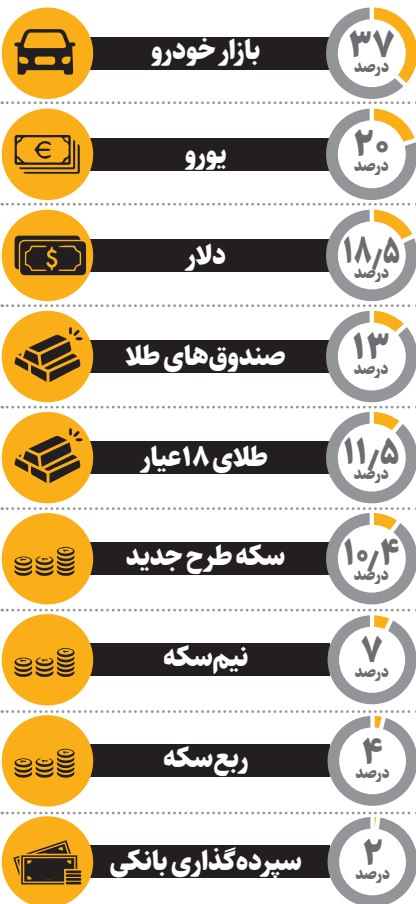 بازار خودرو
۳۷
درصد
یورو
۲۰
درصد
دلار
۱۸٫۵
درصد
صندوق‌های طلا
۱۳
درصد
طلای ۱۸عیار
۱۱٫۵
درصد
سکه طرح جدید
۱۰٫۴
درصد
نیم‌سکه
۷
درصد
ربع‌سکه
۴
درصد
سپرده‌گذاری بانکی
۲
درصد